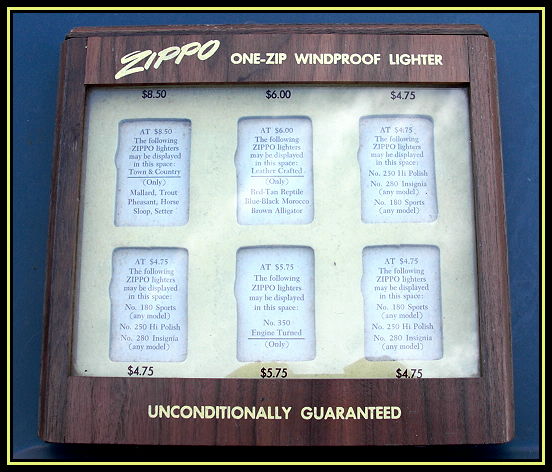 ZIPPO ONE-ZIP WINDPROOF LIGHTER
$8.50 $6.00 $4.75
AT $8.50
The following
ZIPPO lighters
may be displayed
in this space:
Town & Country
(Only)
Mallard, Trout
Pheasant, Horse
Sloop, Setter
AT $6.00
The following
ZIPPO lighters
may be displayed
in this space:
Leather Crafted
(Only)
Red-Tan Reptile
Blue-Black Morocco
Brown Alligator
AT $4.75
The following
ZIPPO lighters
may be displayed
in this space:
No. 250 Hi Polish
No. 280 Insignia
(any model)
No. 180 Sports
(any model)
AT $4.75
The following
ZIPPO lighters
may be displayed
in this space:
No. 180 Sports
(any model)
No. 250 Hi Polish
No. 280 Insignia
(any model)
AT $5.75
The following
ZIPPO lighters
may be displayed
in this space:
No. 350
Engine Turned
(Only)
AT $4.75
The following
ZIPPO lighters
may be displayed
in this space:
No. 180 Sports
(any model)
No. 250 Hi Polish
No. 280 Insignia
(any model)
$4.75 $5.75 $4.75
UNCONDITIONALLY GUARANTEED